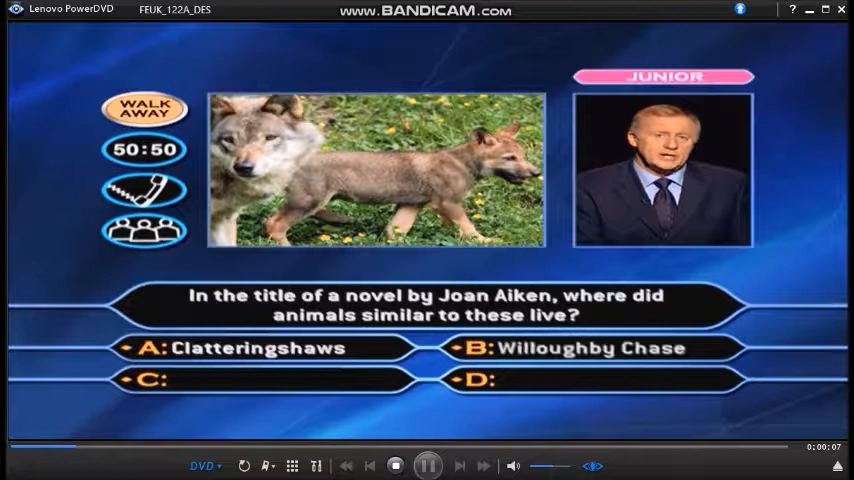 Lenovo PowerDVD
FEUK_122A_DES
www.BANDICAM.com
?
JUNIOR
WALK
AWAY
50:50
In the title of a novel by Joan Aiken, where did
animals similar to these live?
A: Clatteringshaws
B: Willoughby Chase
C:
D:
0:00:07
DVD